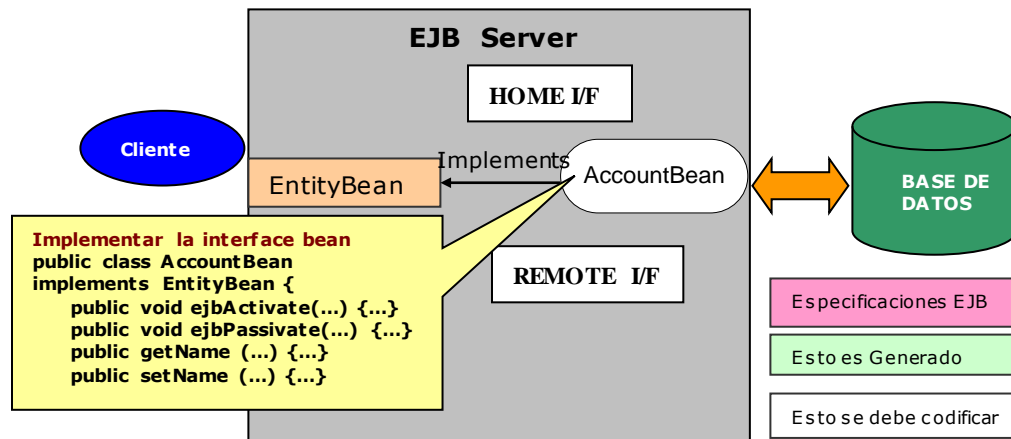 EJB Server
HOME I/F
Cliente
Implements
EntityBean
AccountBean
BASE DE
DATOS
Implementar la interface bean
public class AccountBean
implements EntityBean {
public void ejbActivate(...) {...}
public void ejbPassivate(...) {...}
public getName (...) {...}
public setName (...) {...}
REMOTE I/F
Especificaciones EJB
Esto es Generado
Esto se debe codificar